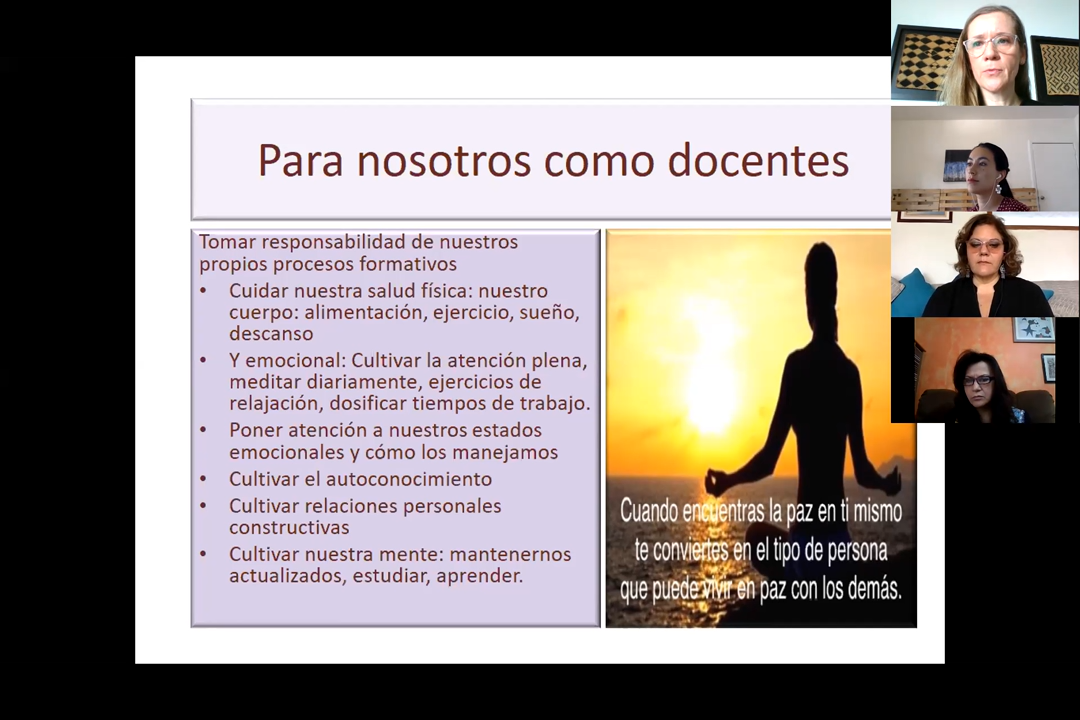 Para nosotros como docentes
Tomar responsabilidad de nuestros
propios procesos formativos
• Cuidar nuestra salud física: nuestro
cuerpo: alimentación, ejercicio, sueño,
descanso
• Y emocional: Cultivar la atención plena,
meditar diariamente, ejercicios de
relajación, dosificar tiempos de trabajo.
• Poner atención a nuestros estados
emocionales y cómo los manejamos
• Cultivar el autoconocimiento
• Cultivar relaciones personales
constructivas
• Cultivar nuestra mente: mantenernos
actualizados, estudiar, aprender.
Cuando encuentras la paz en ti mismo
te conviertes en el tipo de persona
que puede vivir en paz con los demás.